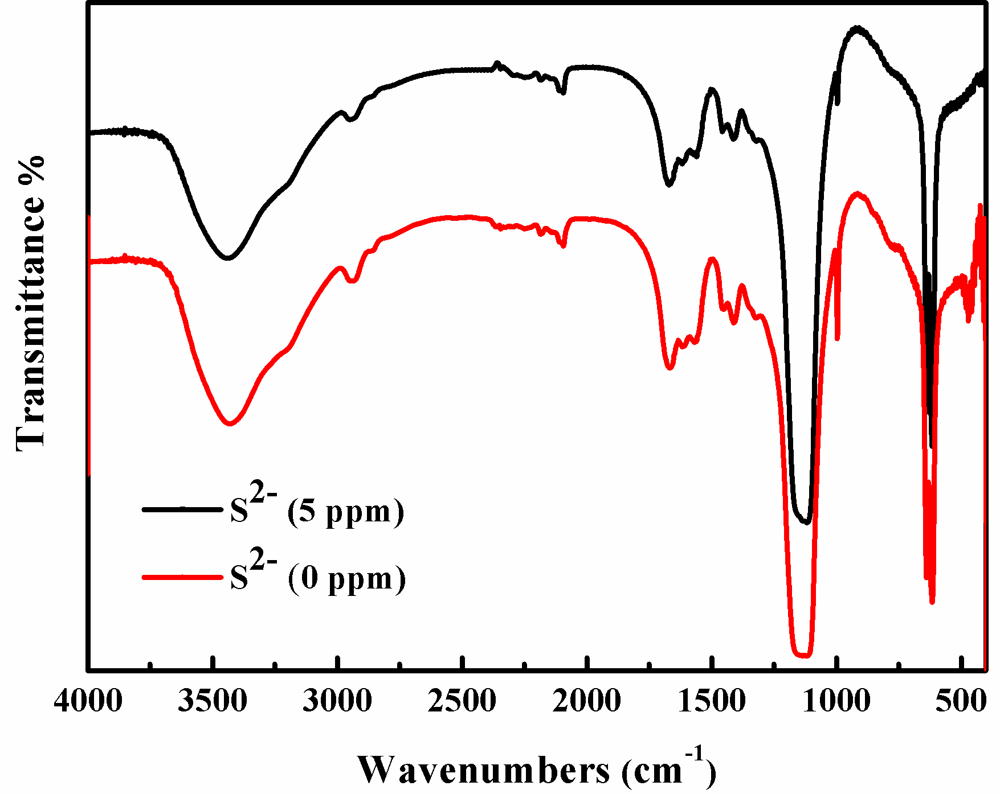 Transmittance %
S2- (5 ppm)
S2- (0 ppm)
4000 3500 3000 2500 2000 1500 1000 500
Wavenumbers (cm-1)